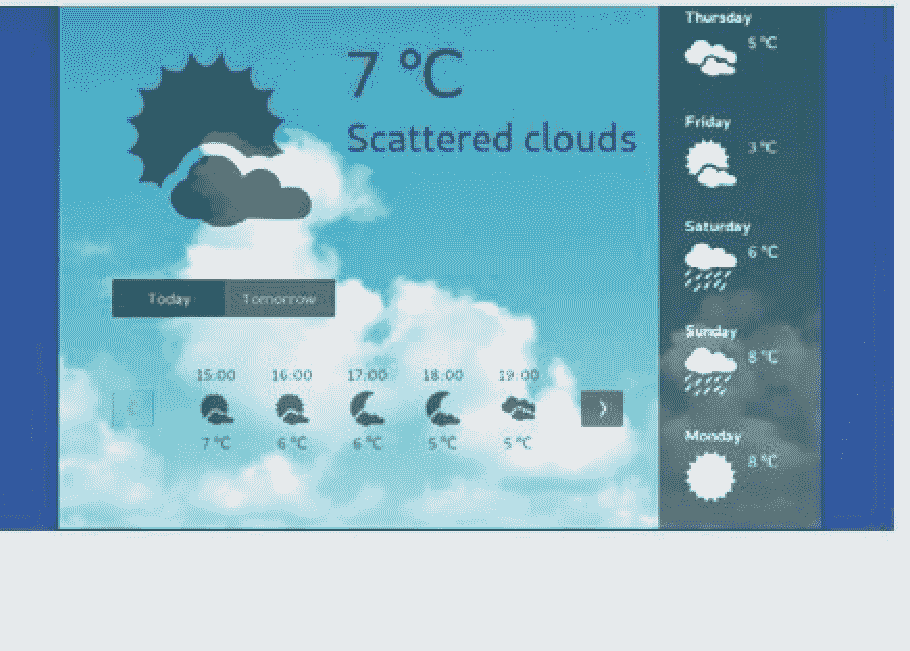 7 °C
Scattered clouds
Today Tomorrow
15:00 16:00 17:00 18:00 19:00
7 °C 6 °C 6 °C 5 °C 5 °C
Thursday
5 °C
Friday
3 °C
Saturday
6 °C
Sunday
8 °C
Monday
8 °C